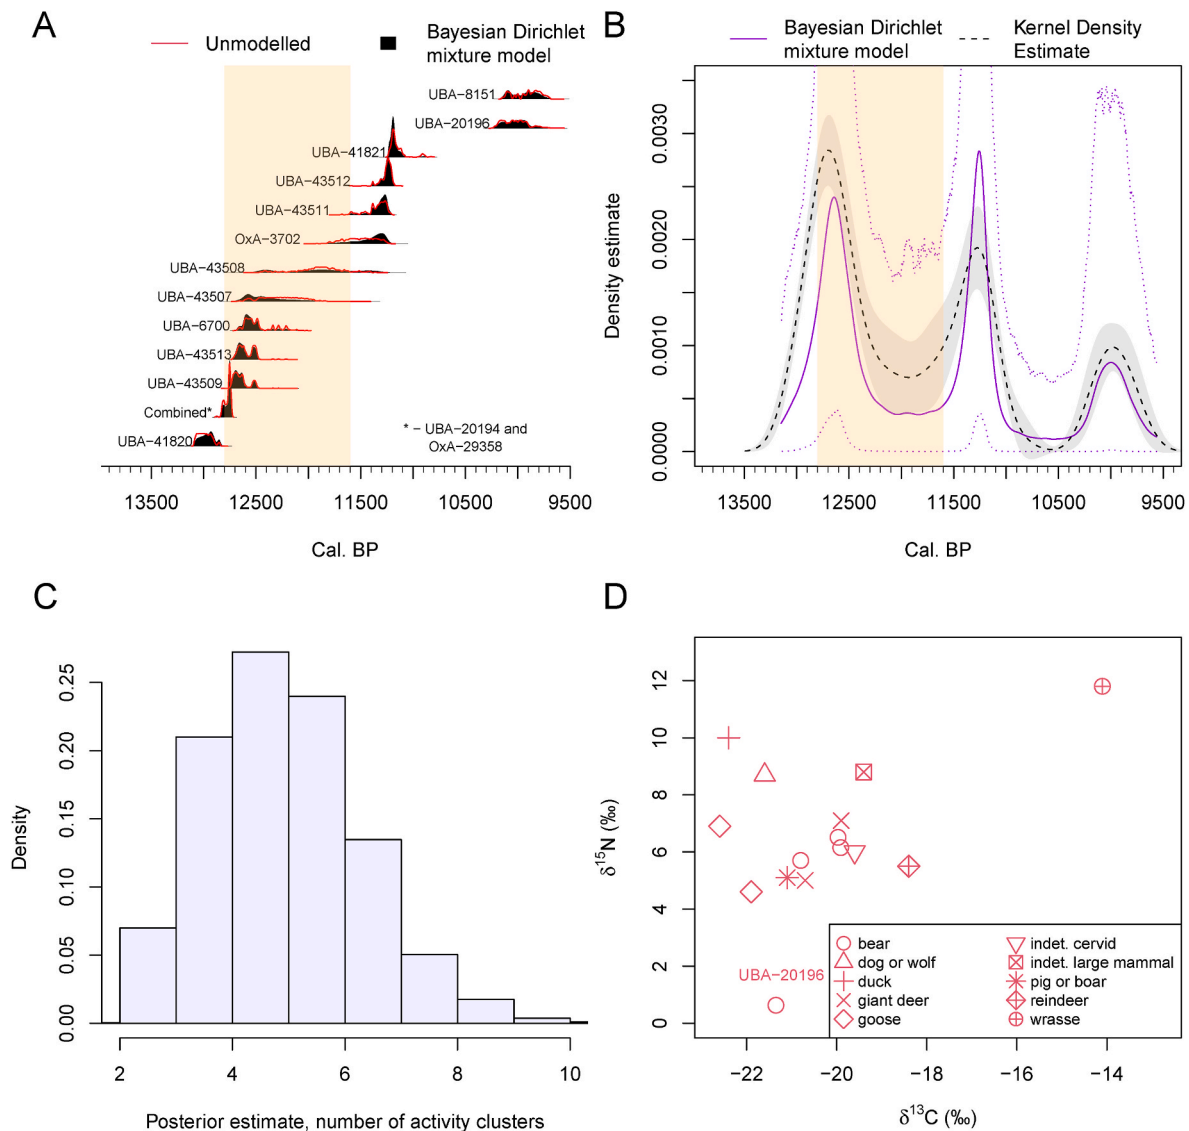 A
Unmodelled
Bayesian Dirichlet
mixture model
UBA−8151
UBA−20196
UBA−41821
UBA−43512
UBA−43511
OxA−3702
UBA−43508
UBA−43507
UBA−6700
UBA−43513
UBA−43509
Combined*
UBA−41820
* − UBA−20194 and
OxA−29358
13500 12500 11500 10500 9500
Cal. BP
B
Bayesian Dirichlet
mixture model
Kernel Density
Estimate
Density estimate
0.0030
0.0020
0.0010
0.0000
13500 12500 11500 10500 9500
Cal. BP
C
Density
0.25
0.20
0.15
0.10
0.05
0.00
2 4 6 8 10
Posterior estimate, number of activity clusters
D
δ15N (‰)
12
10
8
6
4
2
0
UBA−20196
bear
dog or wolf
duck
giant deer
goose
indet. cervid
indet. large mammal
pig or boar
reindeer
wrasse
−22 −20 −18 −16 −14
δ13C (‰)